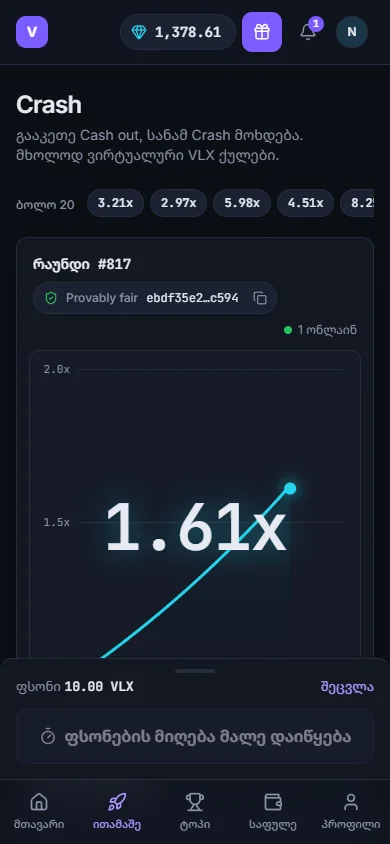 V
1,378.61
1
N
Crash
გააკეთე Cash out, სანამ Crash მოხდება.
მხოლოდ ვირტუალური VLX ქულები.
ბოლო 20 3.21x 2.97x 5.98x 4.51x
რაუნდი #817
Provably fair ebdf35e2…c594
1 ონლაინ
2.0x
1.5x
1.61x
ფსონი 10.00 VLX
შეცვლა
ფსონების მიღება მალე დაიწყება
მთავარი ითამაშე ტოპი საფულე პროფილი